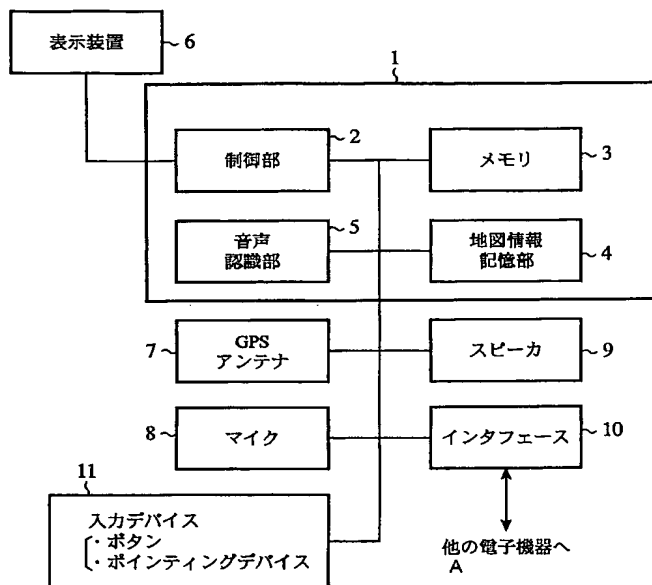 表示装置
6
1
2
制御部
メモリ
3
5
音声
認識部
地図情報
記憶部
4
7
GPS
アンテナ
スピーカ
9
8
マイク
インタフェース
10
11
入力デバイス
・ボタン
・ポインティングデバイス
他の電子機器へ
A